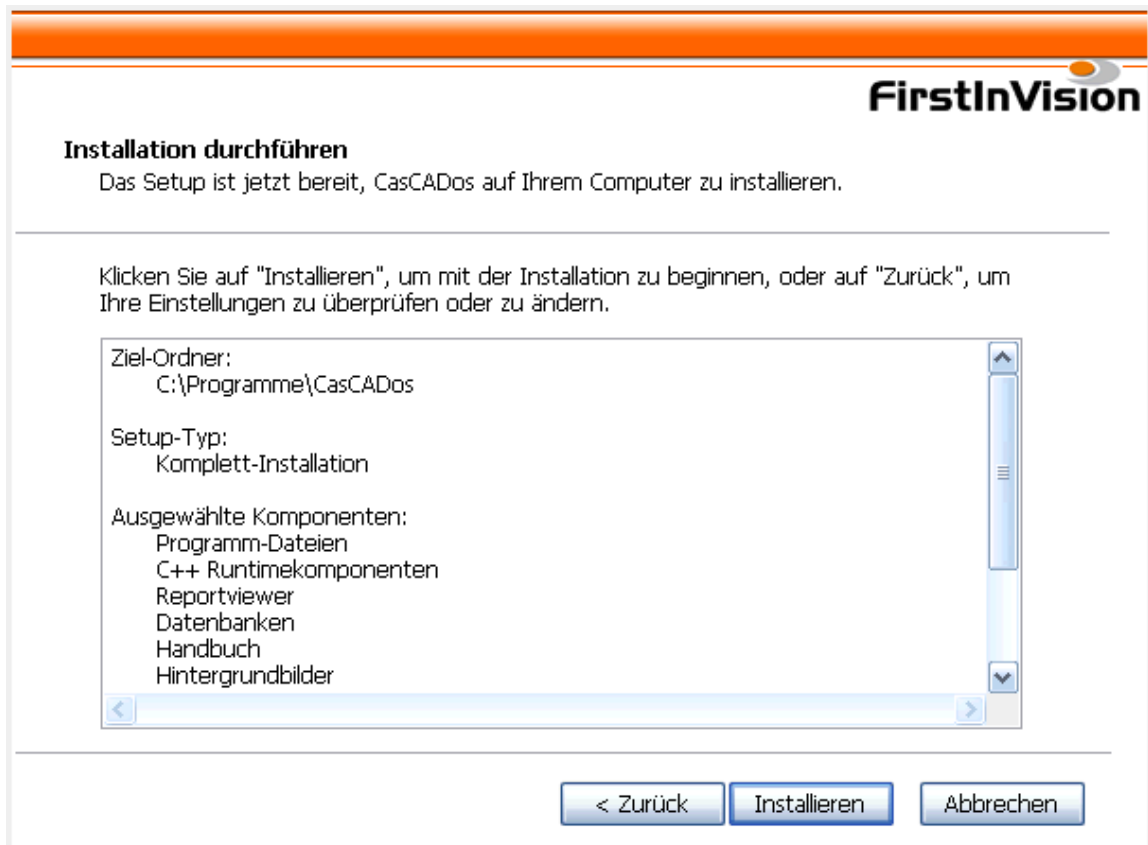 FirstInVision
Installation durchführen
Das Setup ist jetzt bereit, CasCADos auf Ihrem Computer zu installieren.
Klicken Sie auf "Installieren", um mit der Installation zu beginnen, oder auf "Zurück", um
Ihre Einstellungen zu überprüfen oder zu ändern.
Ziel-Ordner:
C:\Programme\CasCADos
Setup-Typ:
Komplett-Installation
Ausgewählte Komponenten:
Programm-Dateien
C++ Runtimekomponenten
Reportviewer
Datenbanken
Handbuch
Hintergrundbilder
< Zurück
Installieren
Abbrechen